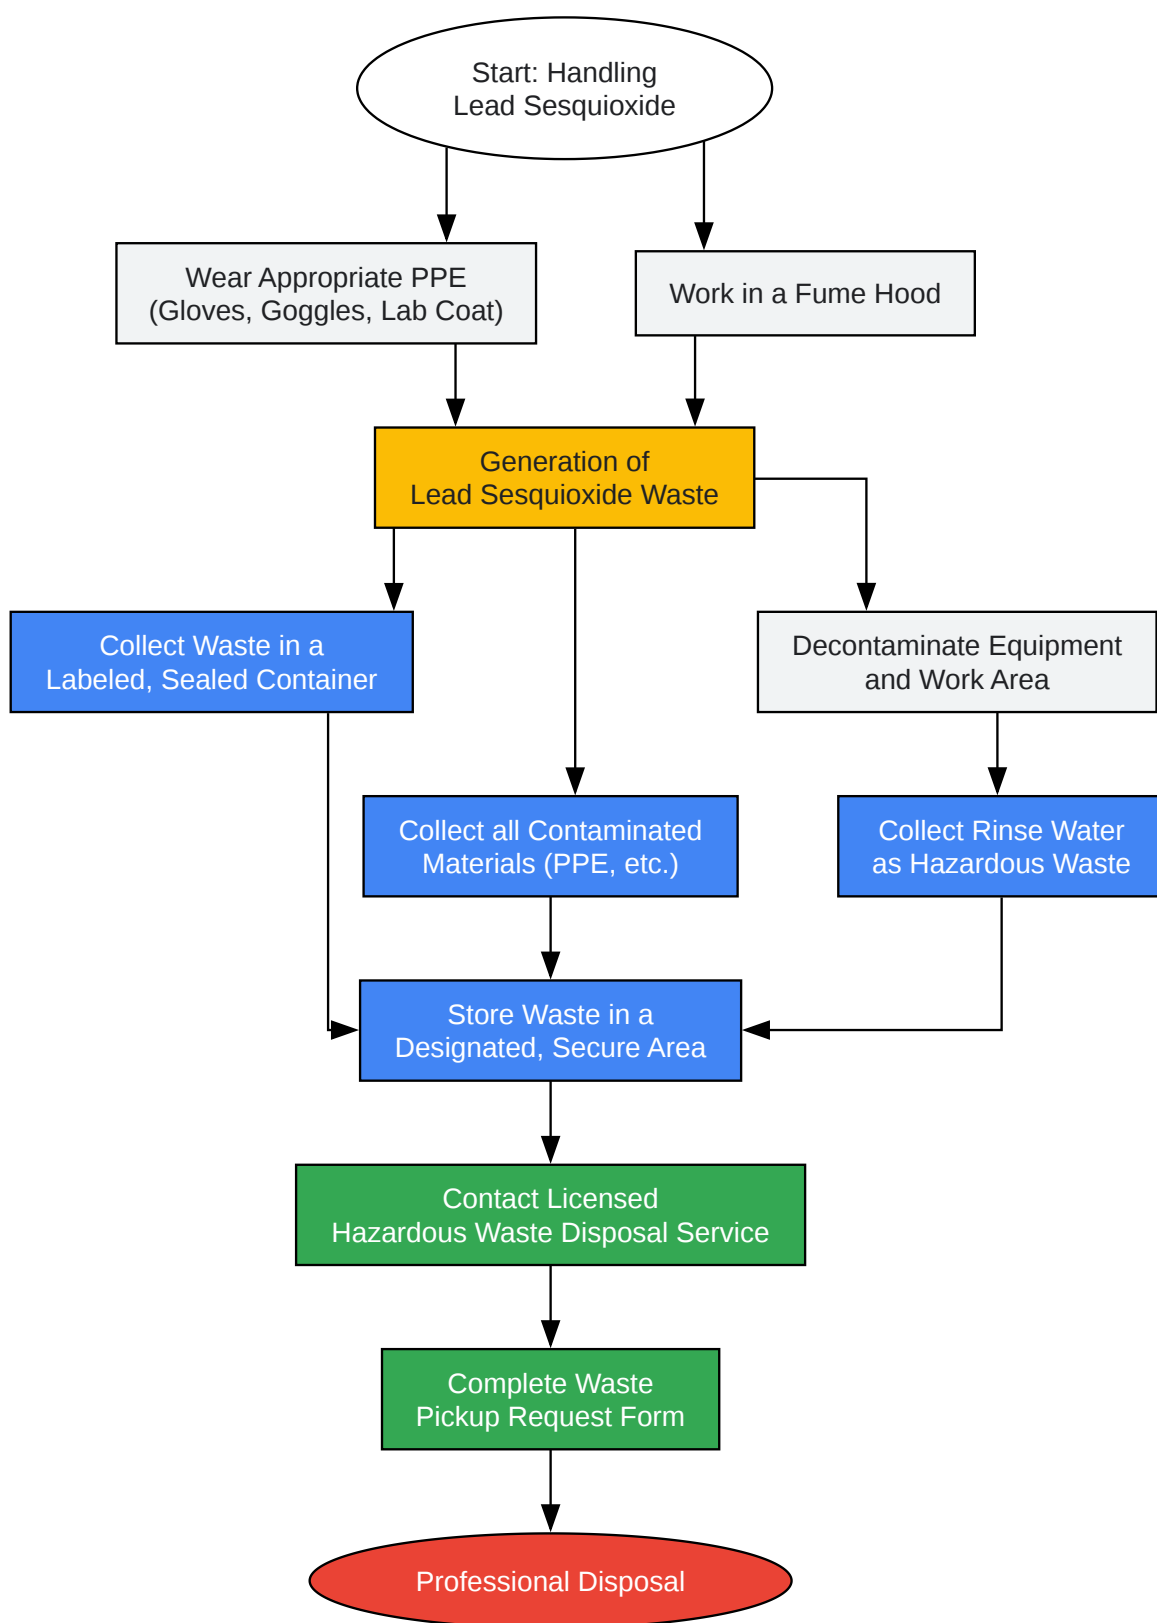 Start: Handling
Lead Sesquioxide
Wear Appropriate PPE
(Gloves, Goggles, Lab Coat)
Work in a Fume Hood
Generation of
Lead Sesquioxide Waste
Collect Waste in a
Labeled, Sealed Container
Decontaminate Equipment
and Work Area
Collect all Contaminated
Materials (PPE, etc.)
Collect Rinse Water
as Hazardous Waste
Store Waste in a
Designated, Secure Area
Contact Licensed
Hazardous Waste Disposal Service
Complete Waste
Pickup Request Form
Professional Disposal